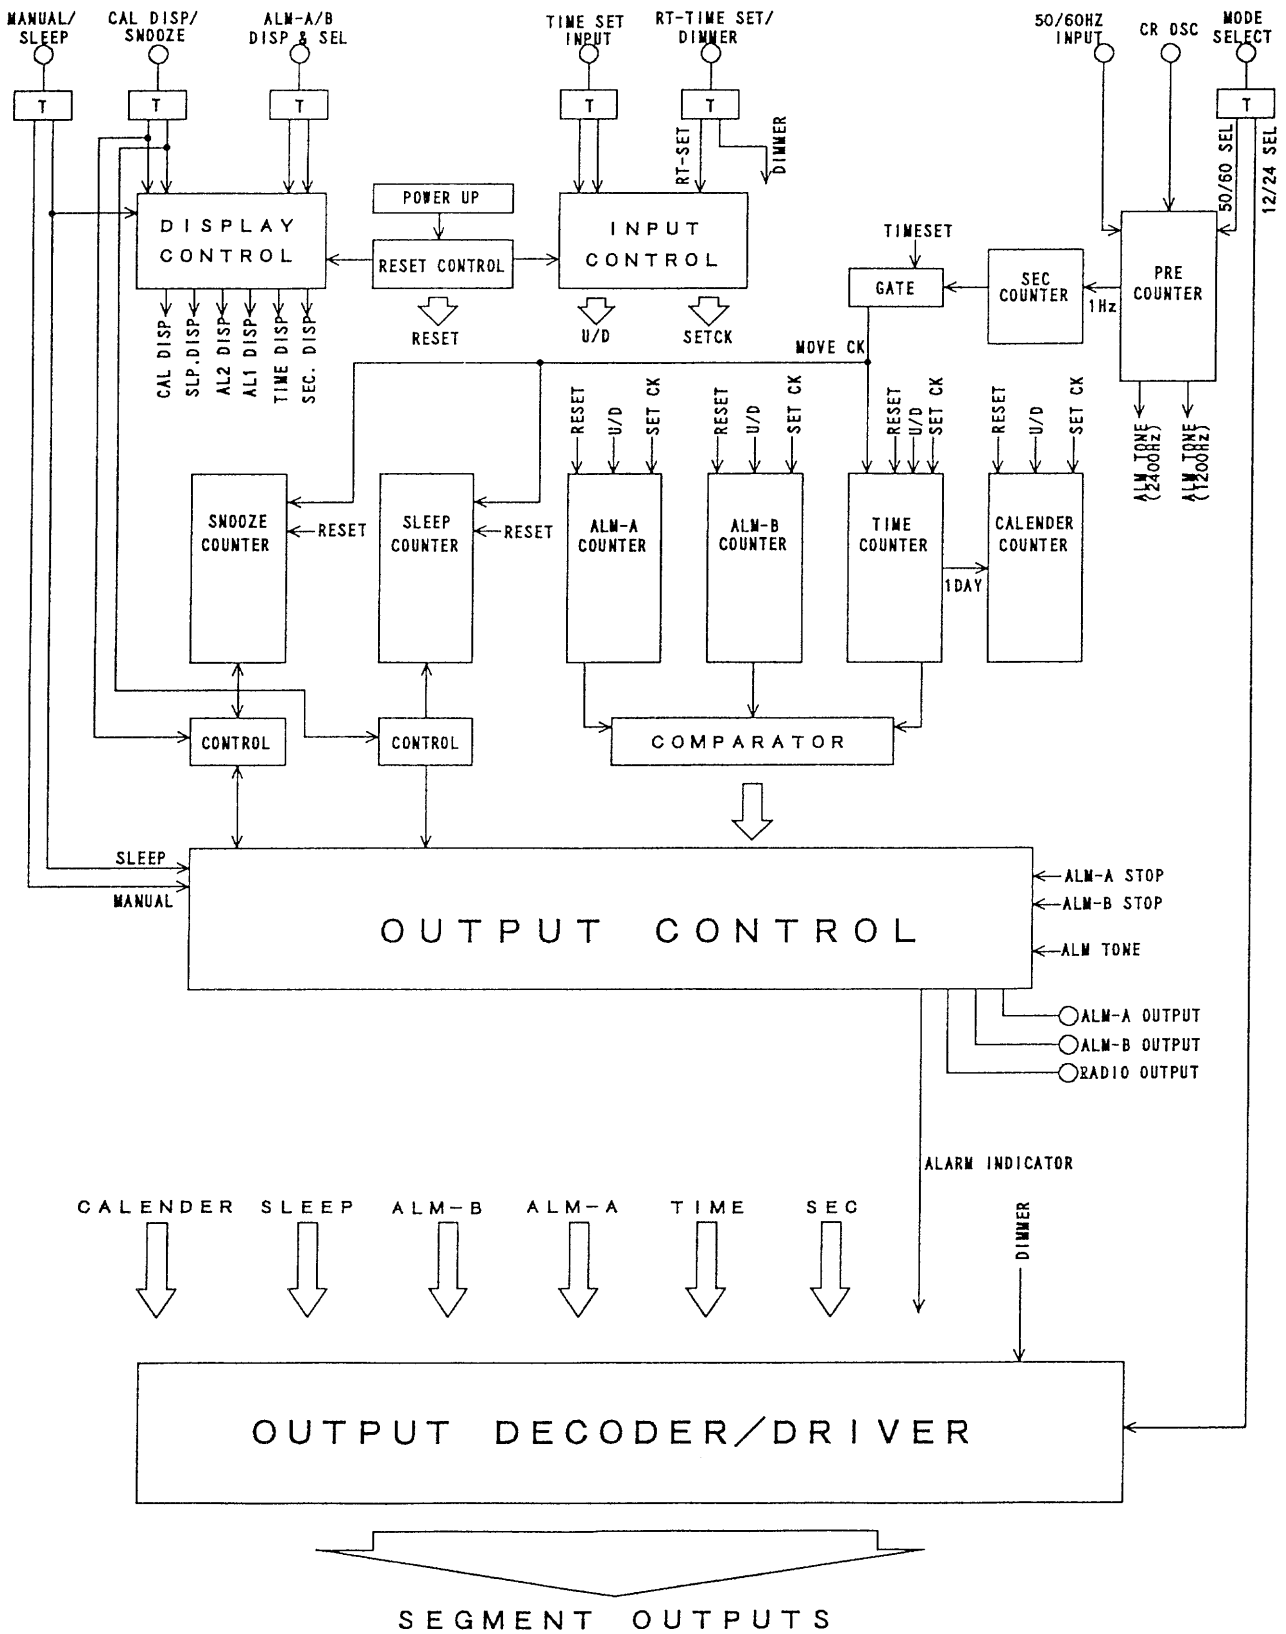 MANUAL/
SLEEP
CAL DISP/
SNOOZE
ALM-A/B
DISP & SEL
TIME SET
INPUT
RT-TIME SET/
DIMMER
50/60HZ
INPUT
CR OSC
MODE
SELECT
T
T
T
T
T
T
RT-SET
DIMMER
50/60 SEL
12/24 SEL
DISPLAY
CONTROL
POWER UP
RESET CONTROL
INPUT
CONTROL
TIMESET
GATE
SEC
COUNTER
1Hz
PRE
COUNTER
CAL DISP
SLP.DISP
AL2 DISP
AL1 DISP
TIME DISP
SEC. DISP
RESET
U/D
SETCK
MOVE CK
ALM TONE
(2400Hz)
ALM TONE
(1200Hz)
RESET
U/D
SET CK
RESET
U/D
SET CK
RESET
U/D
SET CK
RESET
U/D
SET CK
SNOOZE
COUNTER
RESET
SLEEP
COUNTER
RESET
ALM-A
COUNTER
ALM-B
COUNTER
TIME
COUNTER
1DAY
CALENDER
COUNTER
CONTROL
CONTROL
COMPARATOR
SLEEP
MANUAL
OUTPUT CONTROL
ALM-A STOP
ALM-B STOP
ALM TONE
ALM-A OUTPUT
ALM-B OUTPUT
RADIO OUTPUT
ALARM INDICATOR
CALENDER
SLEEP
ALM-B
ALM-A
TIME
SEC
DIMMER
OUTPUT DECODER/DRIVER
SEGMENT OUTPUTS